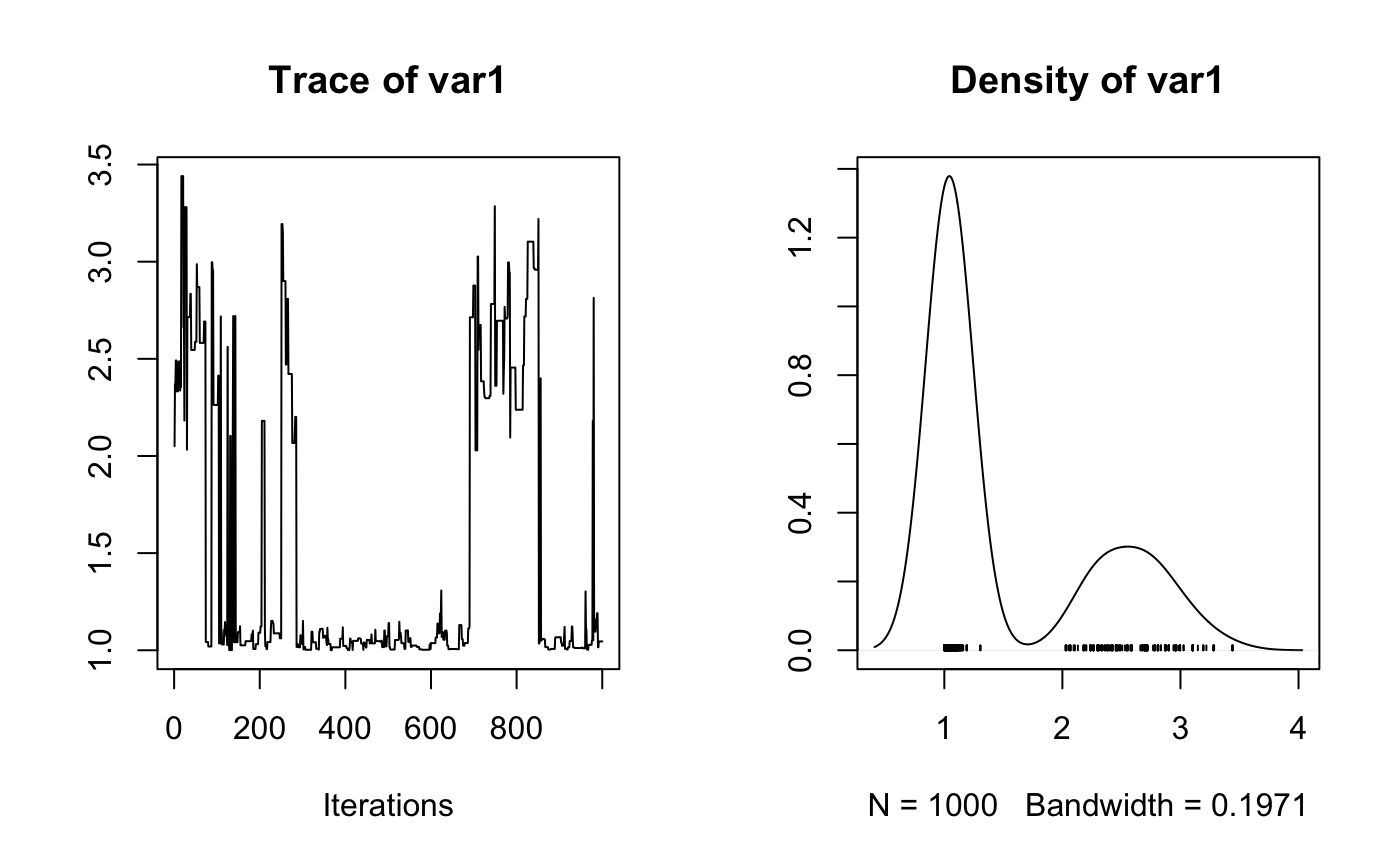 Trace of var1
3.5
3.0
2.5
2.0
1.5
1.0
0 200 400 600 800
Iterations
Density of var1
1.2
0.8
0.4
0.0
1 2 3 4
N = 1000 Bandwidth = 0.1971